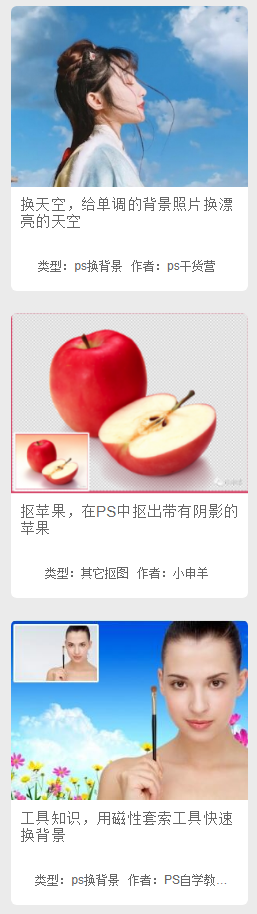 换天空，给单调的背景照片换漂
亮的天空
类型：ps换背景 作者：ps干货营
抠苹果，在PS中抠出带有阴影的
苹果
类型：其它抠图 作者：小申羊
工具知识，用磁性套索工具快速
换背景
类型：ps换背景 作者：PS自学教…